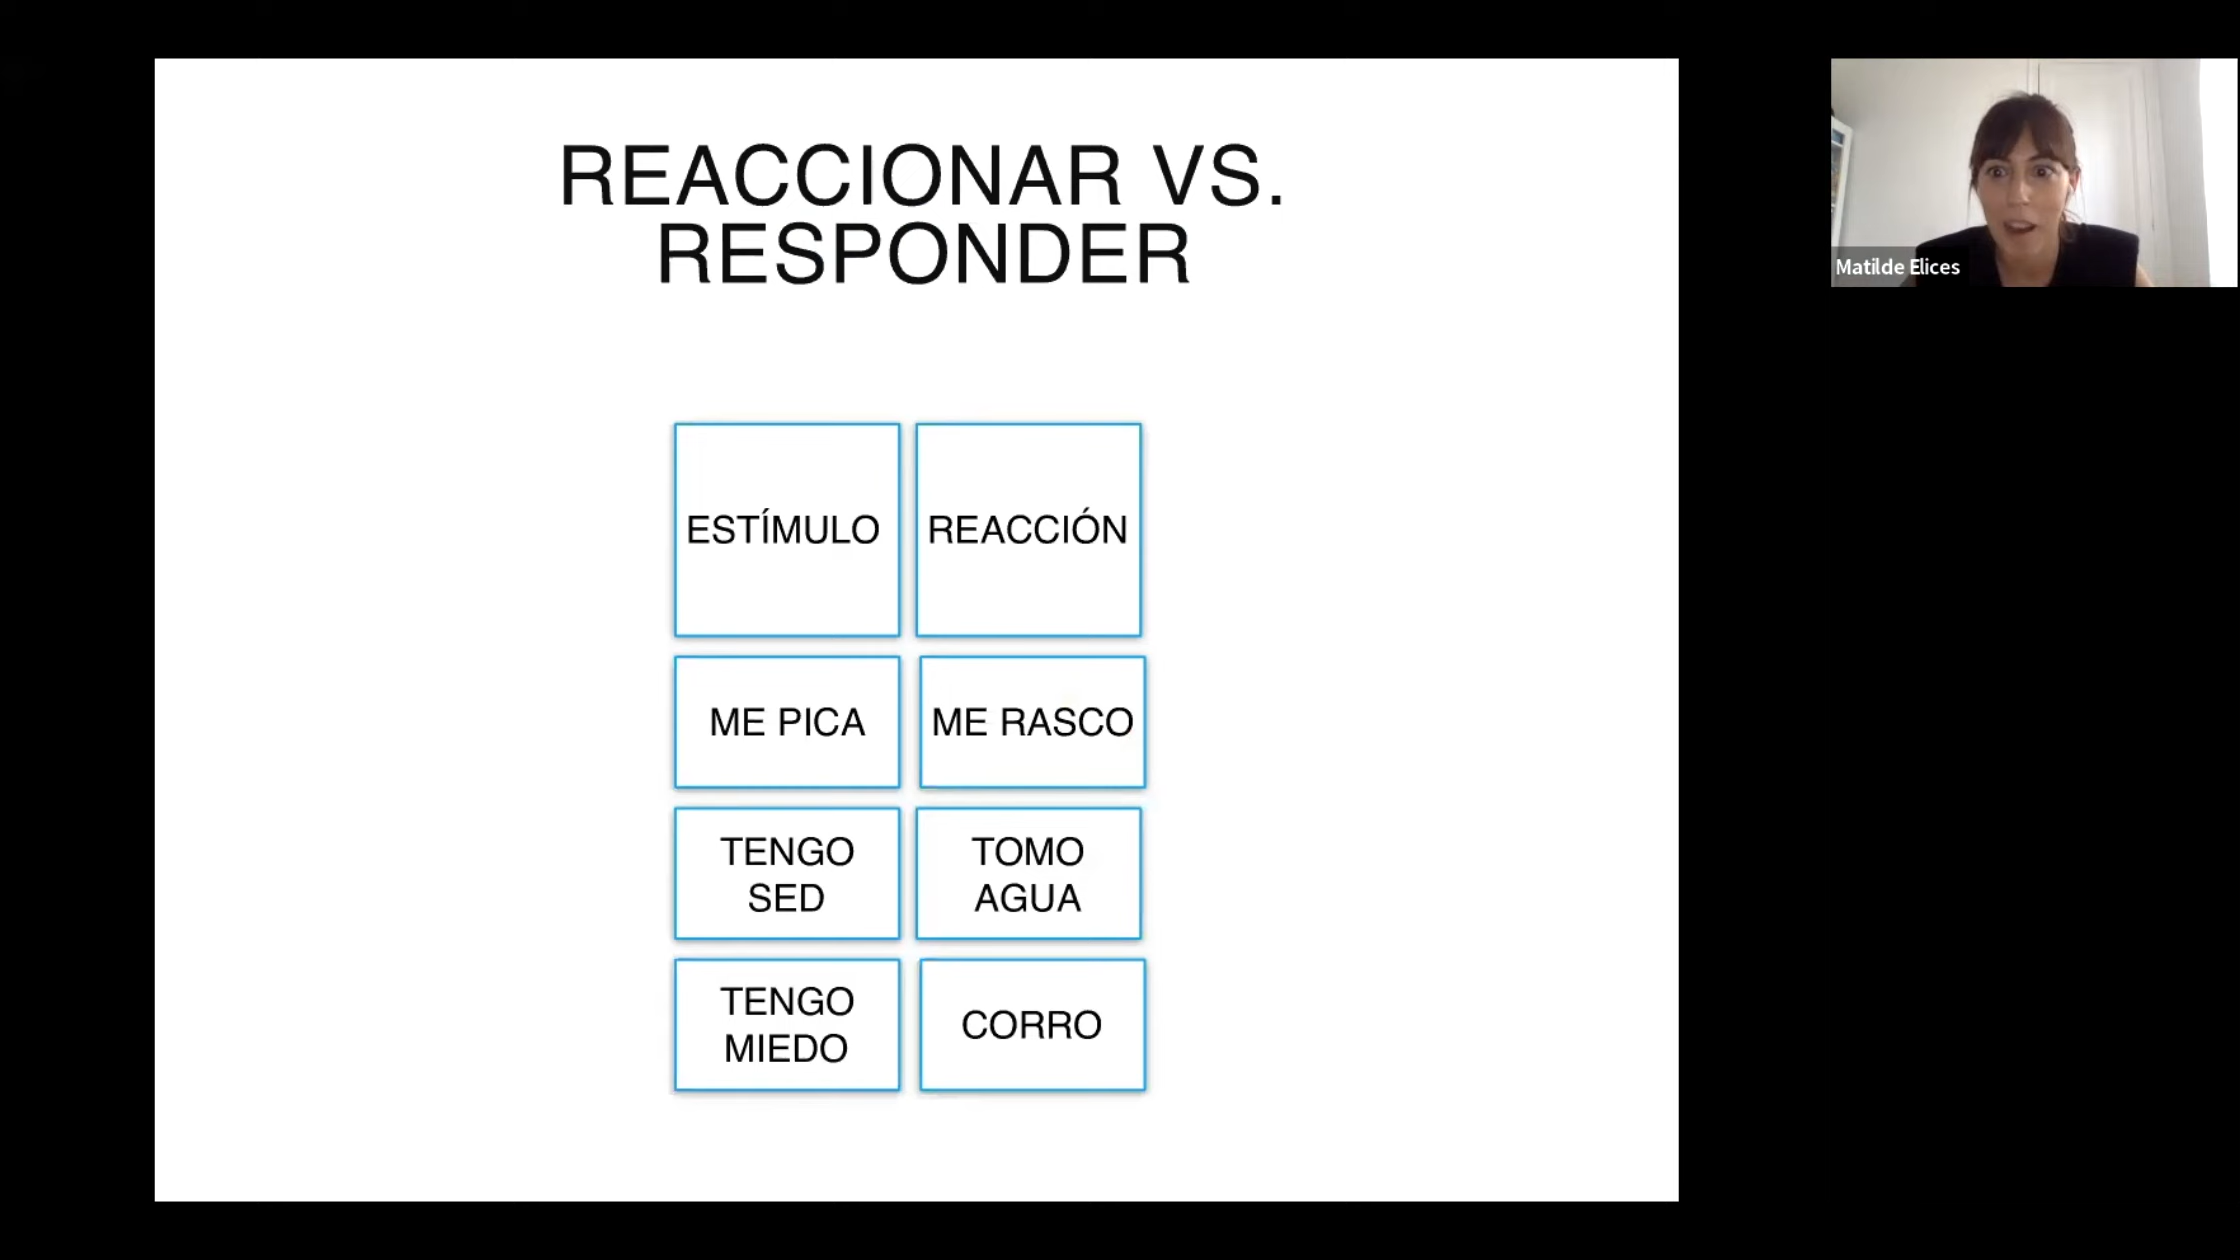 REACCIONAR VS.
RESPONDER
ESTÍMULO
REACCIÓN
ME PICA
ME RASCO
TENGO
SED
TOMO
AGUA
TENGO
MIEDO
CORRO
Matilde Elices